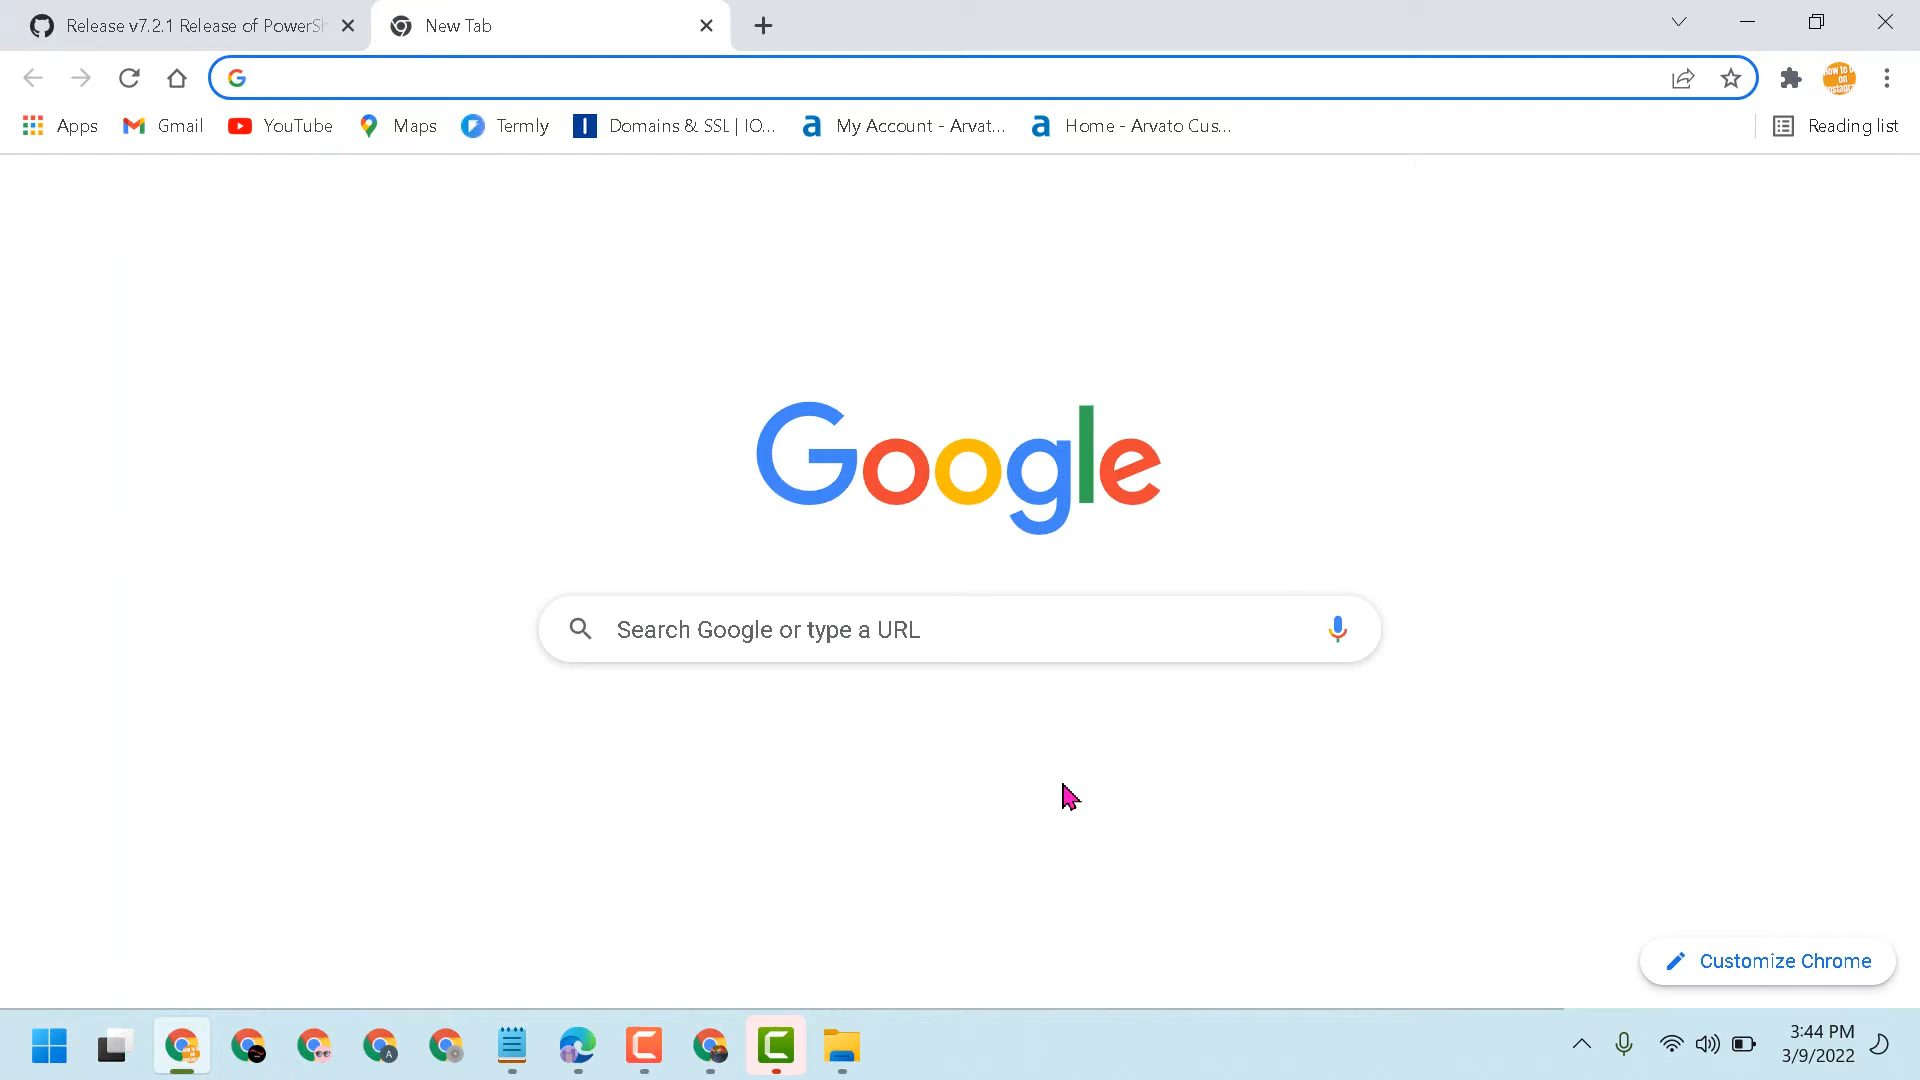 Release v7.2.1 Release of PowerSh
New Tab
Apps
Gmail
YouTube
Maps
Termly
Domains & SSL | IO...
My Account - Arvat...
Home - Arvato Cus...
Reading list
Google
Search Google or type a URL
Customize Chrome
A
3:44 PM
3/9/2022